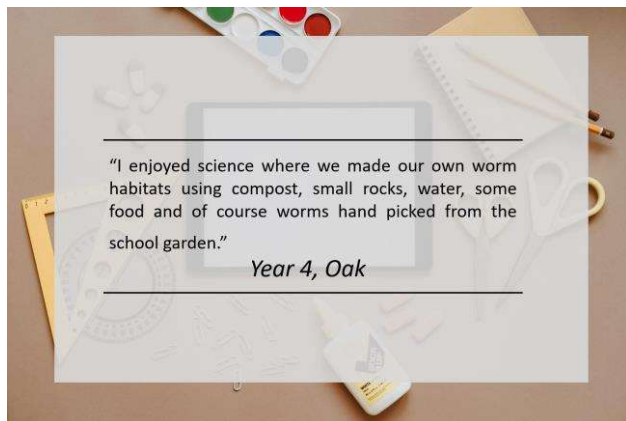 “I enjoyed science where we made our own worm
habitats using compost, small rocks, water, some
food and of course worms hand picked from the
school garden.”
Year 4, Oak